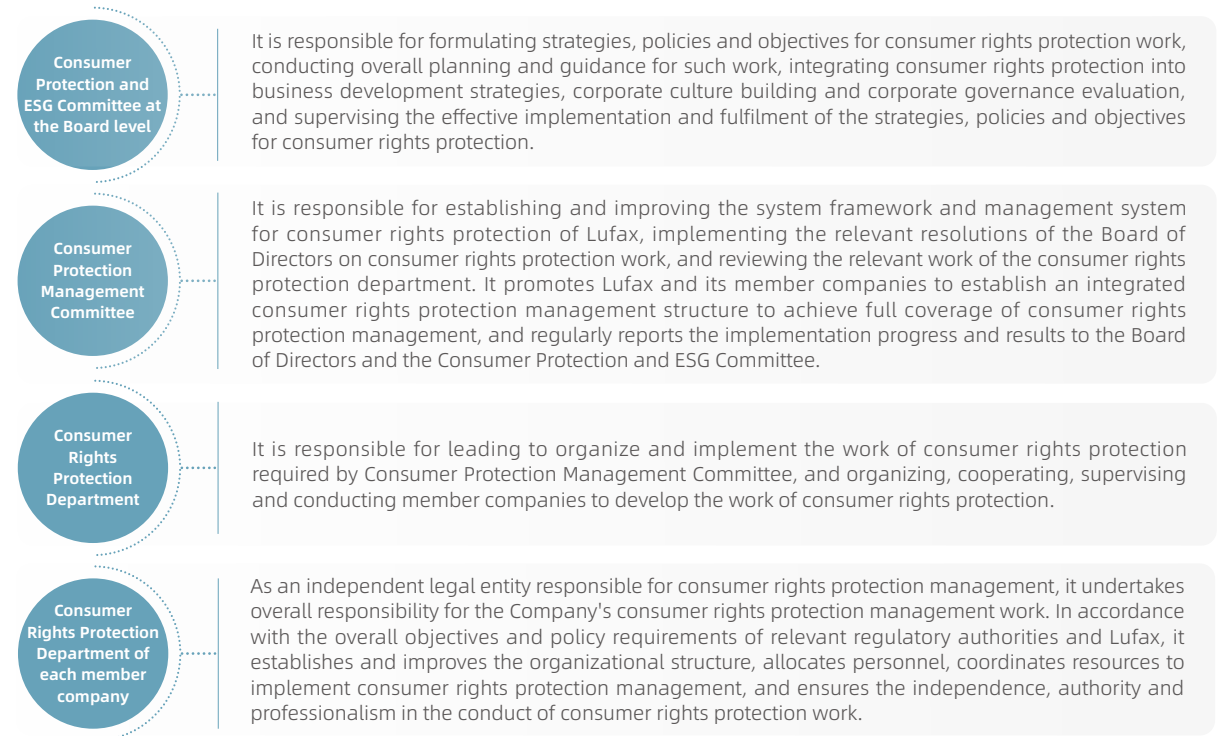 Consumer
Protection and
ESG Committee at
the Board level
It is responsible for formulating strategies, policies and objectives for consumer rights protection work,
conducting overall planning and guidance for such work, integrating consumer rights protection into
business development strategies, corporate culture building and corporate governance evaluation,
and supervising the effective implementation and fulfilment of the strategies, policies and objectives
for consumer rights protection.
Consumer
Protection
Management
Committee
It is responsible for establishing and improving the system framework and management system
for consumer rights protection of Lufax, implementing the relevant resolutions of the Board of
Directors on consumer rights protection work, and reviewing the relevant work of the consumer rights
protection department. It promotes Lufax and its member companies to establish an integrated
consumer rights protection management structure to achieve full coverage of consumer rights
protection management, and regularly reports the implementation progress and results to the Board
of Directors and the Consumer Protection and ESG Committee.
Consumer
Rights
Protection
Department
It is responsible for leading to organize and implement the work of consumer rights protection
required by Consumer Protection Management Committee, and organizing, cooperating, supervising
and conducting member companies to develop the work of consumer rights protection.
Consumer
Rights Protection
Department of
each member
company
As an independent legal entity responsible for consumer rights protection management, it undertakes
overall responsibility for the Company's consumer rights protection management work. In accordance
with the overall objectives and policy requirements of relevant regulatory authorities and Lufax, it
establishes and improves the organizational structure, allocates personnel, coordinates resources to
implement consumer rights protection management, and ensures the independence, authority and
professionalism in the conduct of consumer rights protection work.